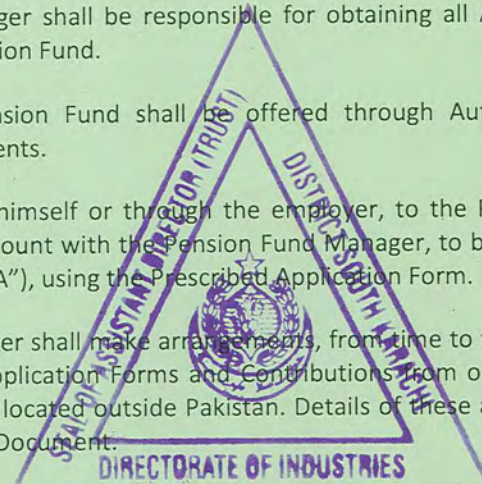 ger shall be responsible for obtaining all A
sion Fund.
nsion Fund shall be offered through Aut
ents.
himself or through the employer, to the P
ount with the Pension Fund Manager, to b
A"), using the Prescribed Application Form.
er shall make arrangements, from time to
pplication Forms and Contributions from o
located outside Pakistan. Details of these a
Document.
SEAL OF ASSISTANT DIRECTOR (TRUST)
DISTRICT SOUTH KARACHI
DIRECTORATE OF INDUSTRIES